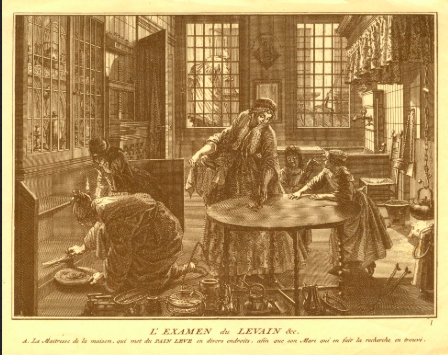 L'EXAMEN du LEVAIN &c.
A. La Maitresse de la maison, qui met du PAIN LEVÉ en divers endroits, afin que son Mari qui en fait la recherche, en trouve.